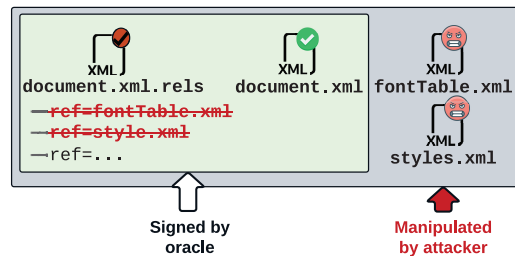 XML
XML
XML
document.xml.rels
document.xml
fontTable.xml
ref=fontTable.xml
ref=style.xml
ref=...
XML
styles.xml
Signed by
oracle
Manipulated
by attacker